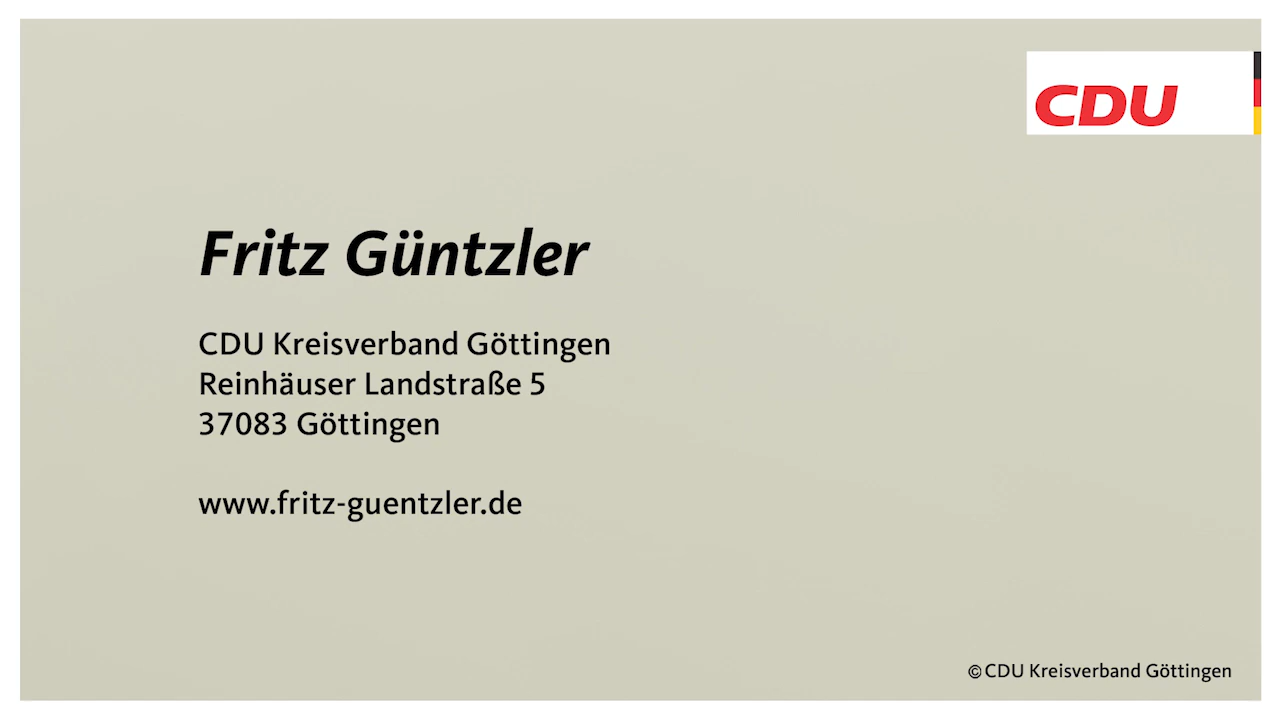 CDU
Fritz Güntzler
CDU Kreisverband Göttingen
Reinhäuser Landstraße 5
37083 Göttingen
www.fritz-guentzler.de
© CDU Kreisverband Göttingen